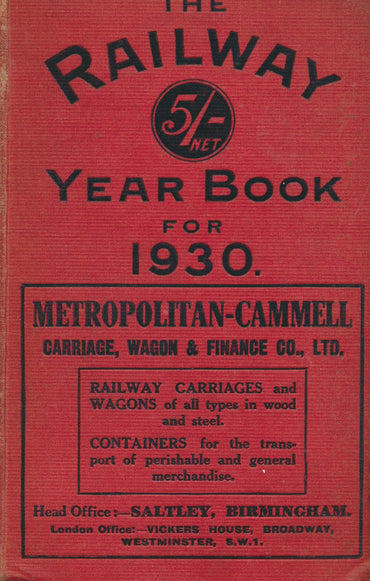 THE
RAILWAY
5/-
NET
YEAR BOOK
FOR
1930.
METROPOLITAN-CAMMELL
CARRIAGE, WAGON & FINANCE CO., LTD.
RAILWAY CARRIAGES and
WAGONS of all types in wood
and steel.
CONTAINERS for the trans-
port of perishable and general
merchandise.
Head Office:—SALTLEY, BIRMINGHAM.
London Office:—VICKERS HOUSE, BROADWAY,
WESTMINSTER, S.W.1.